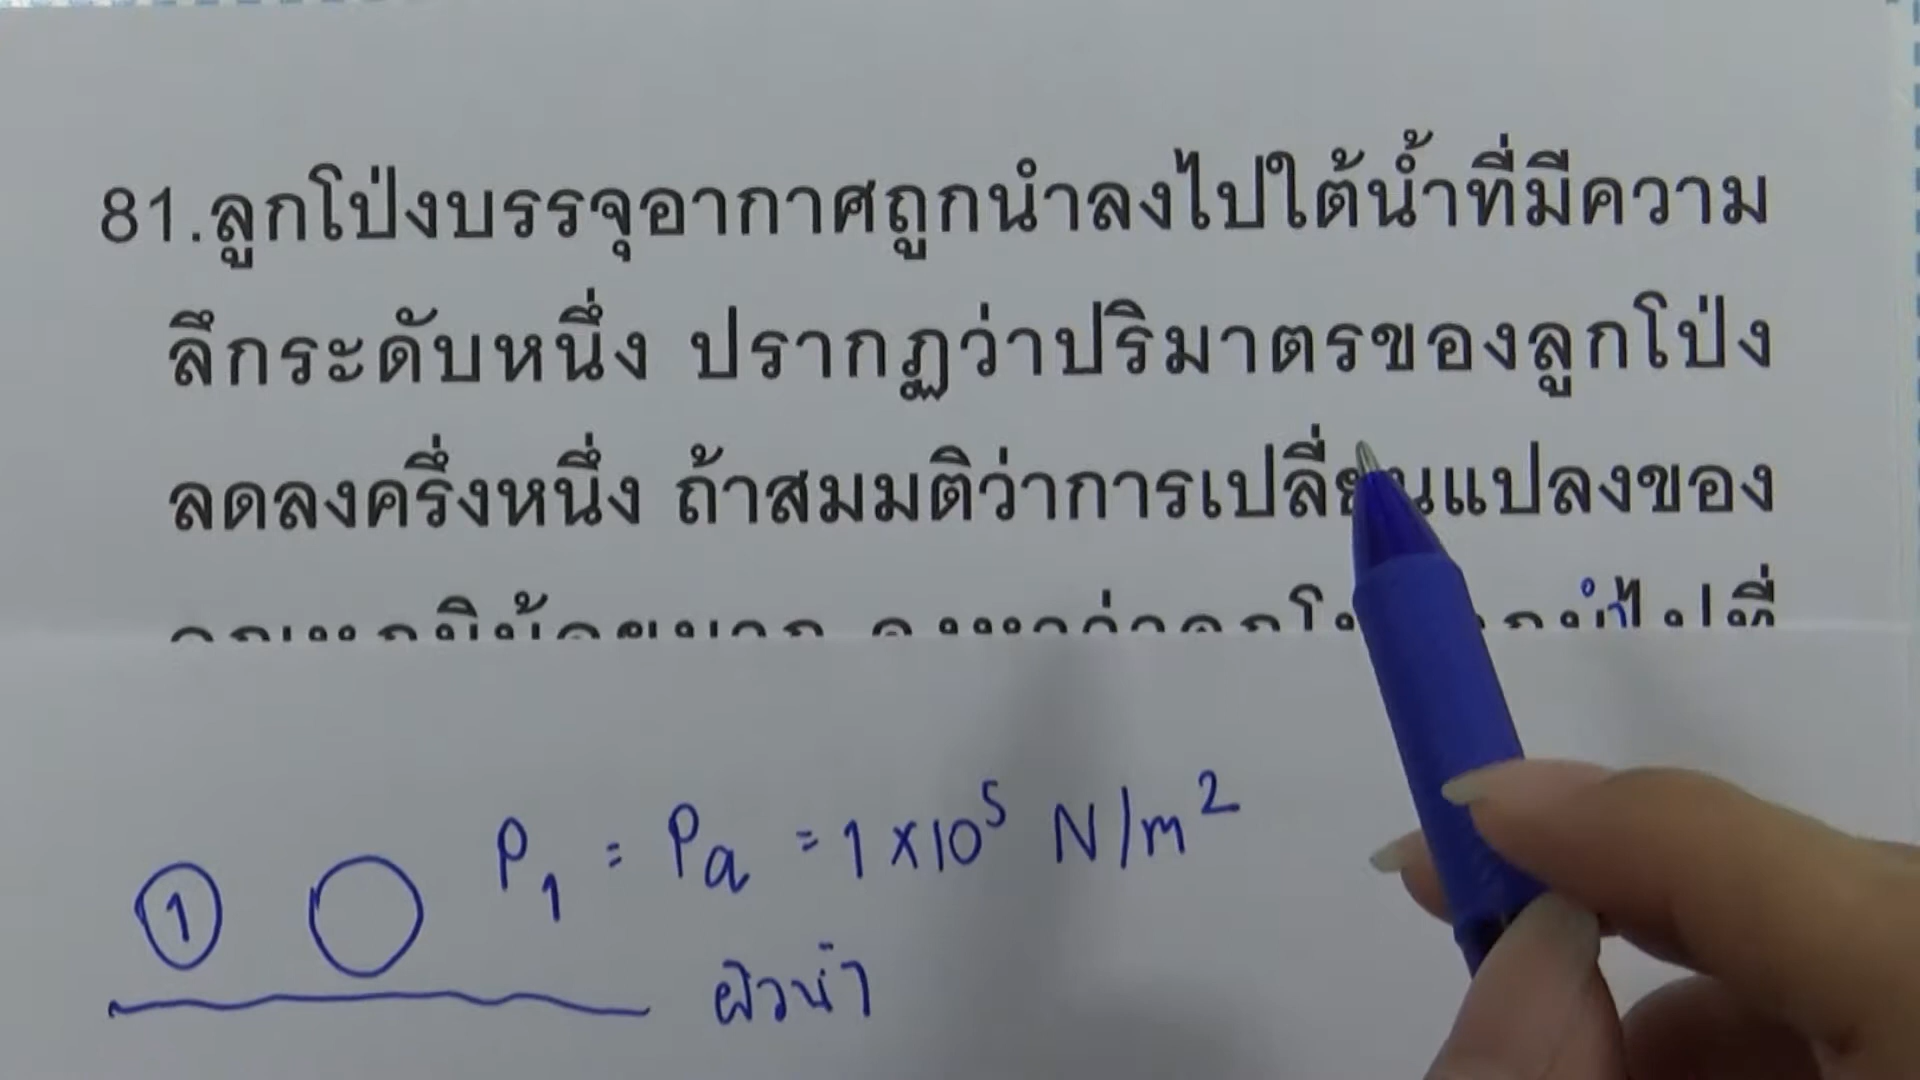 81.ลูกโป่งบรรจุอากาศถูกนำลงไปใต้น้ำที่มีความ
ลึกระดับหนึ่ง ปรากฏว่าปริมาตรของลูกโป่ง
ลดลงครึ่งหนึ่ง ถ้าสมมติว่าการเปลี่ยนแปลงของ
P₁ = Pa = 1×10⁵ N/m²
1
ผิวน้ำ